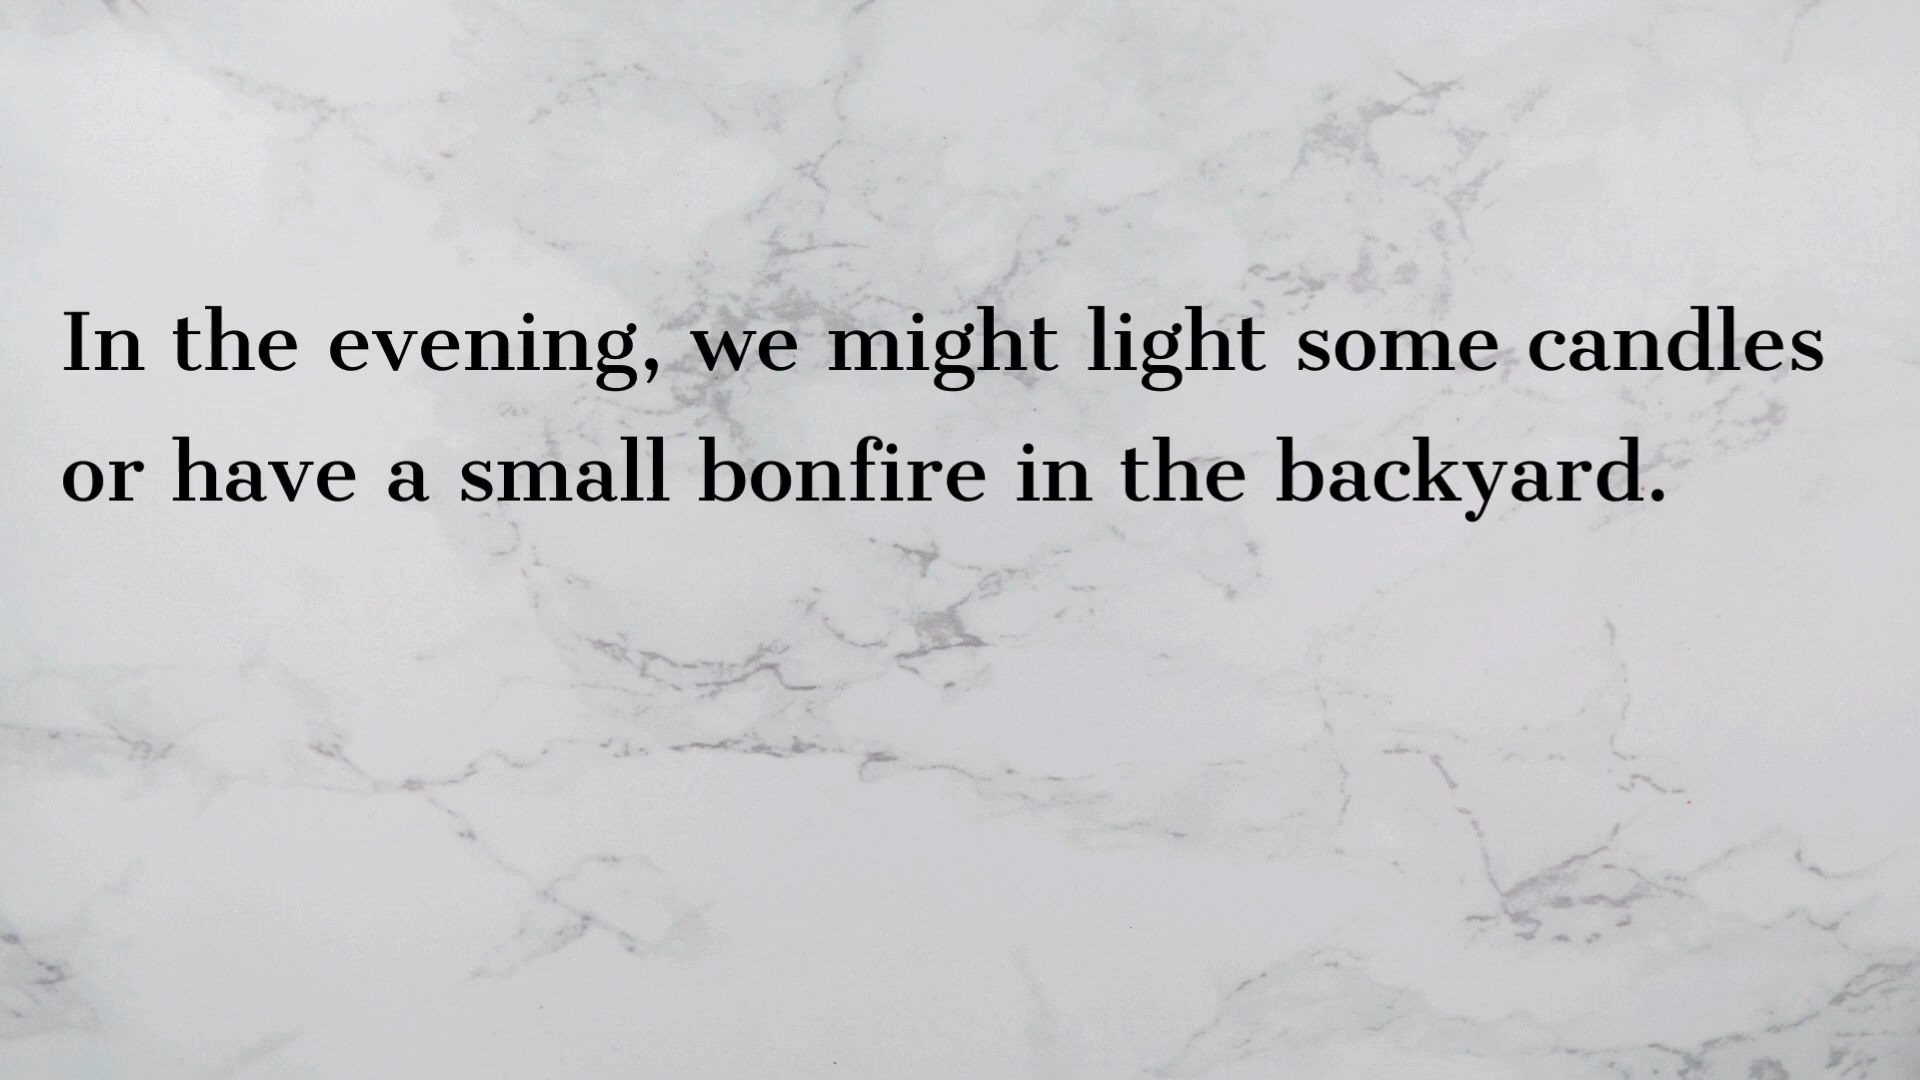 In the evening, we might light some candles
or have a small bonfire in the backyard.